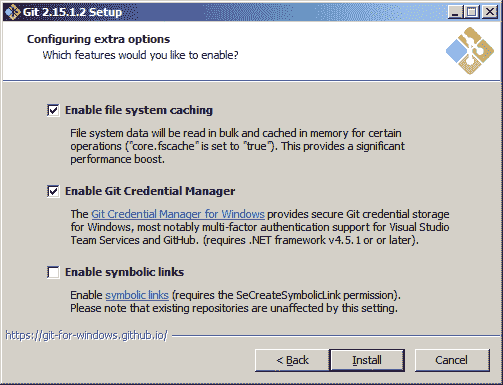 Git 2.15.1.2 Setup
Configuring extra options
Which features would you like to enable?
Enable file system caching
File system data will be read in bulk and cached in memory for certain
operations ("core.fscache" is set to "true"). This provides a significant
performance boost.
Enable Git Credential Manager
The Git Credential Manager for Windows provides secure Git credential storage
for Windows, most notably multi-factor authentication support for Visual Studio
Team Services and GitHub. (requires .NET framework v4.5.1 or or later).
Enable symbolic links
Enable symbolic links (requires the SeCreateSymbolicLink permission).
Please note that existing repositories are unaffected by this setting.
https://git-for-windows.github.io/
< Back
Install
Cancel